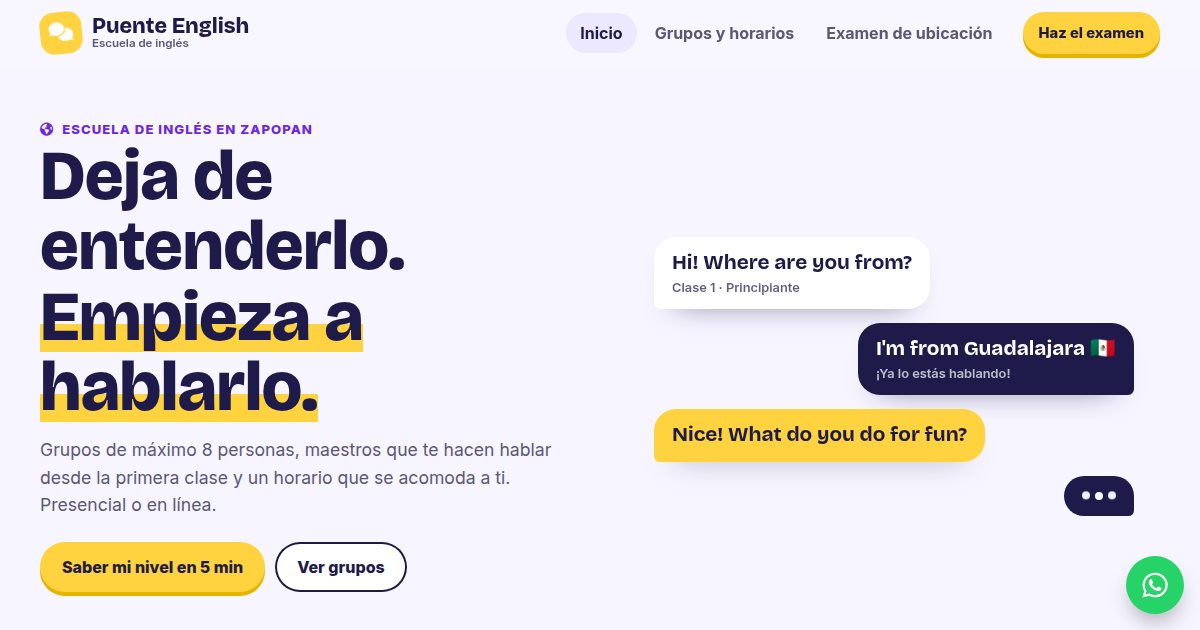 Puente English
Escuela de inglés
Inicio
Grupos y horarios
Examen de ubicación
Haz el examen
ESCUELA DE INGLÉS EN ZAPOPAN
Deja de
entenderlo.
Empieza a
hablarlo.
Grupos de máximo 8 personas, maestros que te hacen hablar
desde la primera clase y un horario que se acomoda a ti.
Presencial o en línea.
Saber mi nivel en 5 min
Ver grupos
Hi! Where are you from?
Clase 1 · Principiante
I'm from Guadalajara 🇲🇽
¡Ya lo estás hablando!
Nice! What do you do for fun?